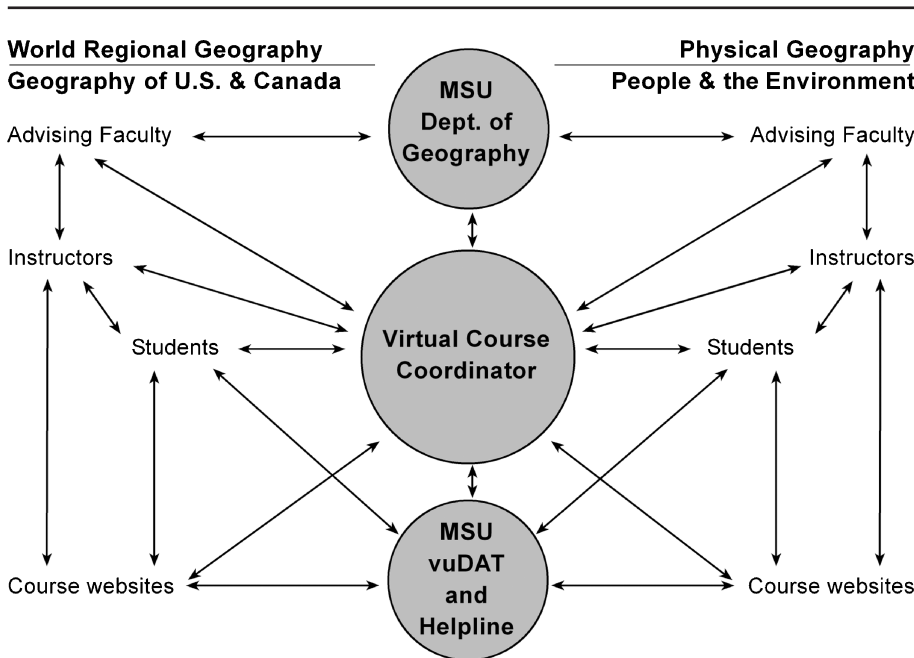 World Regional Geography
Geography of U.S. & Canada
MSU
Dept. of
Geography
Physical Geography
People & the Environment
Advising Faculty
Advising Faculty
Instructors
Instructors
Students
Virtual Course
Coordinator
Students
Course websites
MSU
vuDAT
and
Helpline
Course websites